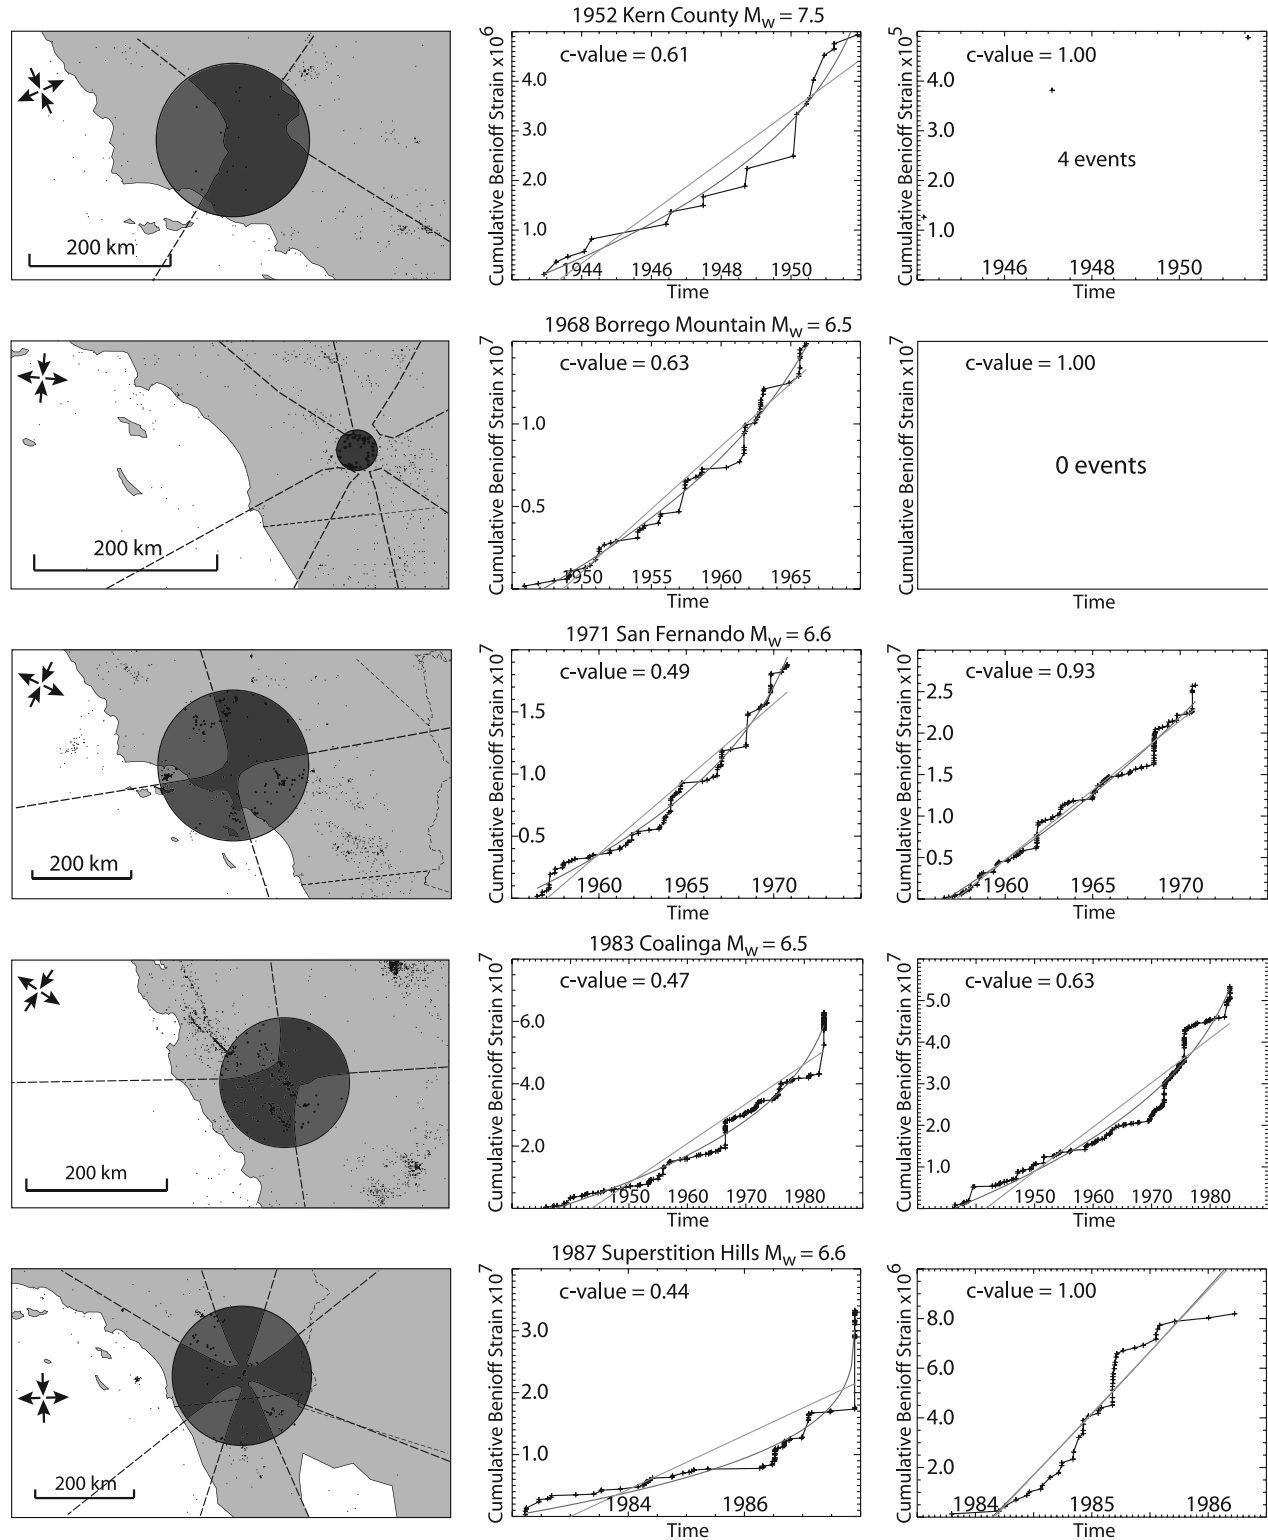 1952 Kern County Mw = 7.5
200 km
Cumulative Benioff Strain x10^6
c-value = 0.61
4.0
3.0
2.0
1.0
1944 1946 1948 1950
Time
Cumulative Benioff Strain x10^5
c-value = 1.00
4.0
3.0
2.0
1.0
4 events
1946 1948 1950
Time
1968 Borrego Mountain Mw = 6.5
200 km
Cumulative Benioff Strain x10^7
c-value = 0.63
1.0
0.5
1950 1955 1960 1965
Time
Cumulative Benioff Strain x10^7
c-value = 1.00
0 events
Time
1971 San Fernando Mw = 6.6
200 km
Cumulative Benioff Strain x10^7
c-value = 0.49
1.5
1.0
0.5
1960 1965 1970
Time
Cumulative Benioff Strain x10^7
c-value = 0.93
2.5
2.0
1.5
1.0
0.5
1960 1965 1970
Time
1983 Coalinga Mw = 6.5
200 km
Cumulative Benioff Strain x10^7
c-value = 0.47
6.0
4.0
2.0
1950 1960 1970 1980
Time
Cumulative Benioff Strain x10^7
c-value = 0.63
5.0
4.0
3.0
2.0
1.0
1950 1960 1970 1980
Time
1987 Superstition Hills Mw = 6.6
200 km
Cumulative Benioff Strain x10^7
c-value = 0.44
3.0
2.0
1.0
1984 1986
Time
Cumulative Benioff Strain x10^6
c-value = 1.00
8.0
6.0
4.0
2.0
1984 1985 1986
Time